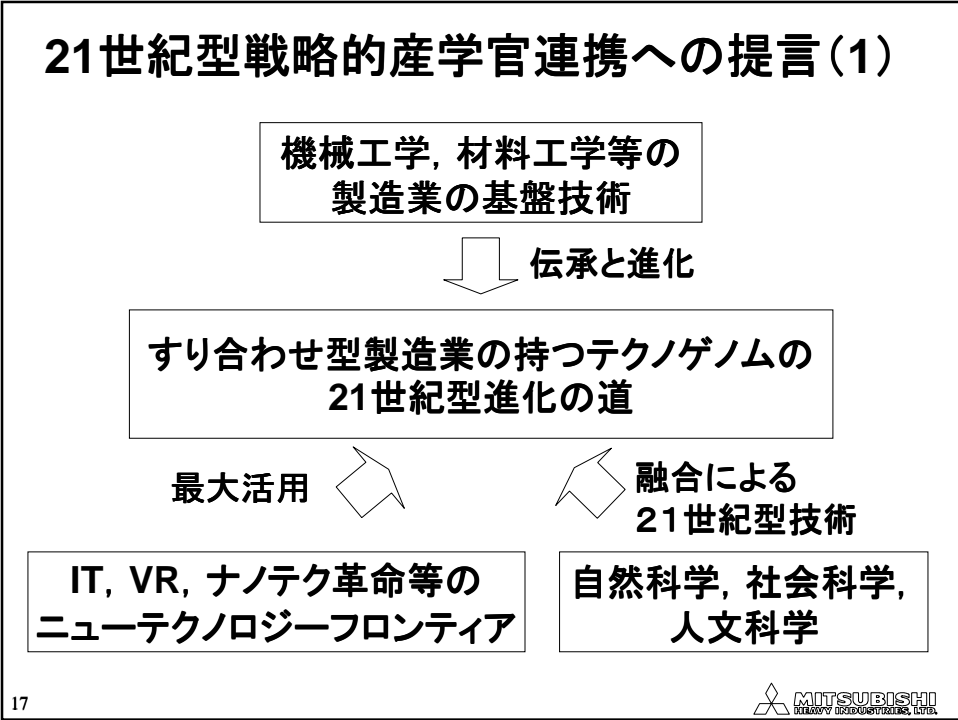 21世紀型戦略的産学官連携への提言（1）
機械工学，材料工学等の
製造業の基盤技術
伝承と進化
すり合わせ型製造業の持つテクノゲノムの
21世紀型進化の道
最大活用
融合による
２１世紀型技術
IT，VR，ナノテク革命等の
ニューテクノロジーフロンティア
自然科学，社会科学，
人文科学
17
MITSUBISHI
HEAVY INDUSTRIES, LTD.